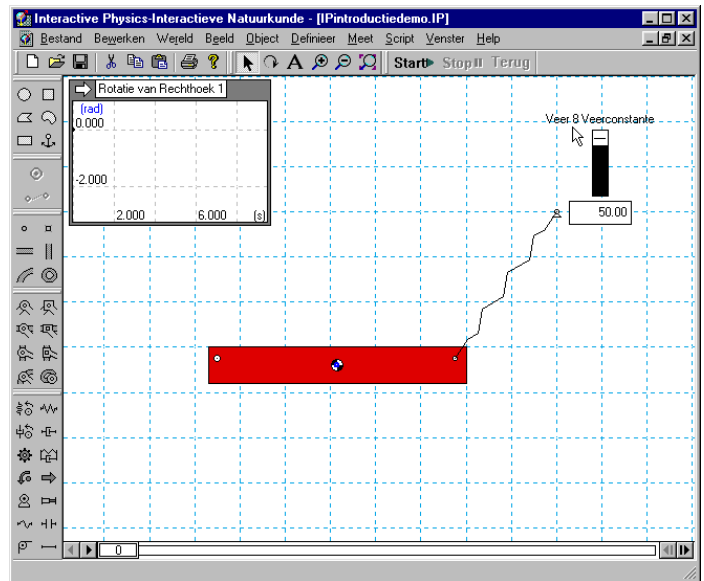 Interactive Physics-Interactieve Natuurkunde - [IPintroductiedemo.IP]
Bestand Bewerken Wereld Beeld Object Definieer Meet Script Venster Help
A Start Stop Terug
Rotatie van Rechthoek 1
(rad)
0.000
-2.000
2.000 6.000 (s)
Veer 8 Veerconstante
50.00
0